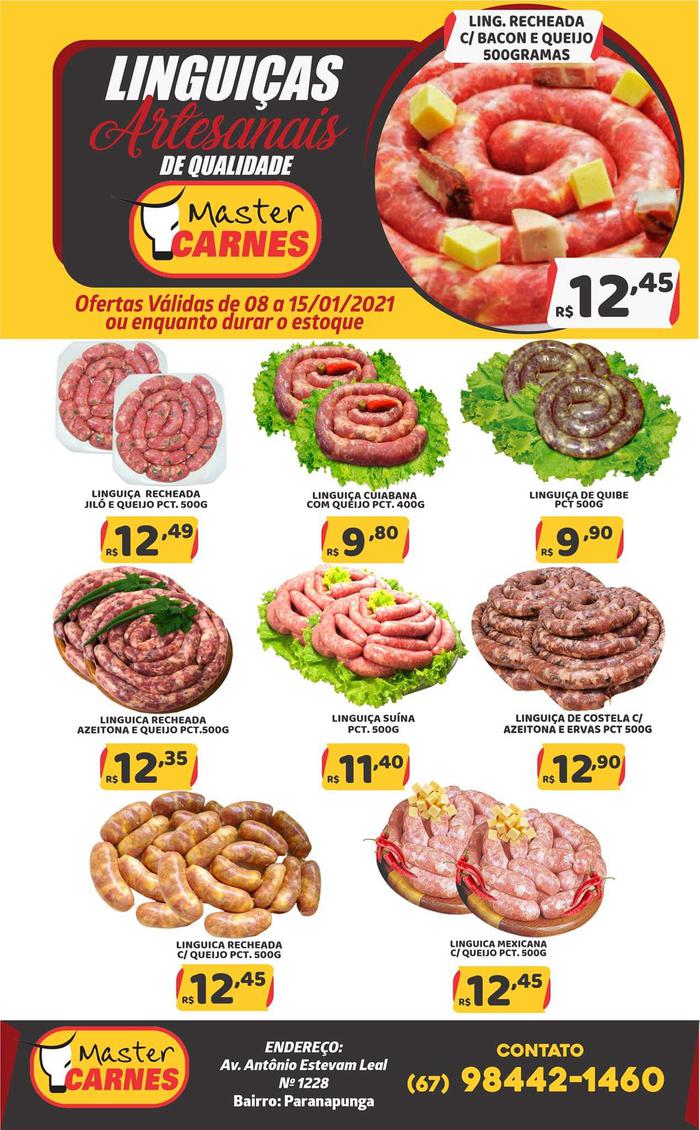 LING. RECHEADA
C/ BACON E QUEIJO
500GRAMAS
LINGUIÇAS
Artesanais
DE QUALIDADE
Master
CARNES
R$ 12,45
Ofertas Válidas de 08 a 15/01/2021
ou enquanto durar o estoque
LINGUIÇA RECHEADA
JILÓ E QUEIJO PCT. 500G
R$ 12,49
LINGUIÇA CUIABANA
COM QUEIJO PCT. 400G
R$ 9,80
LINGUIÇA DE QUIBE
PCT 500G
R$ 9,90
LINGUICA RECHEADA
AZEITONA E QUEIJO PCT.500G
R$ 12,35
LINGUIÇA SUÍNA
PCT. 500G
R$ 11,40
LINGUIÇA DE COSTELA C/
AZEITONA E ERVAS PCT 500G
R$ 12,90
LINGUICA RECHEADA
C/ QUEIJO PCT. 500G
R$ 12,45
LINGUICA MEXICANA
C/ QUEIJO PCT. 500G
R$ 12,45
Master
CARNES
ENDEREÇO:
Av. Antônio Estevam Leal
Nº 1228
Bairro: Paranapunga
CONTATO
(67) 98442-1460